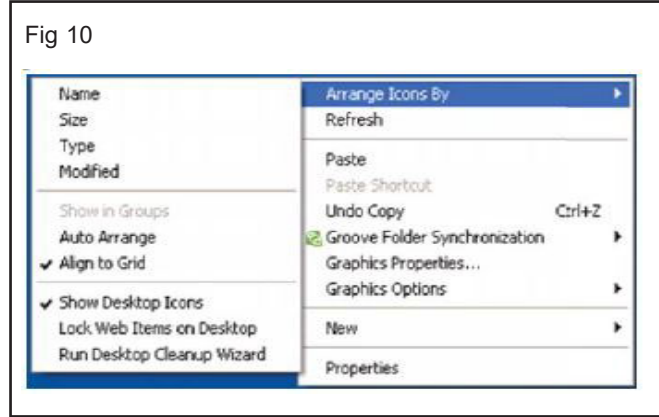 Fig 10
Name
Size
Type
Modified
Show in Groups
Auto Arrange
Align to Grid
Show Desktop Icons
Lock Web Items on Desktop
Run Desktop Cleanup Wizard
Arrange Icons By
Refresh
Paste
Paste Shortcut
Undo Copy Ctrl+Z
Groove Folder Synchronization
Graphics Properties...
Graphics Options
New
Properties